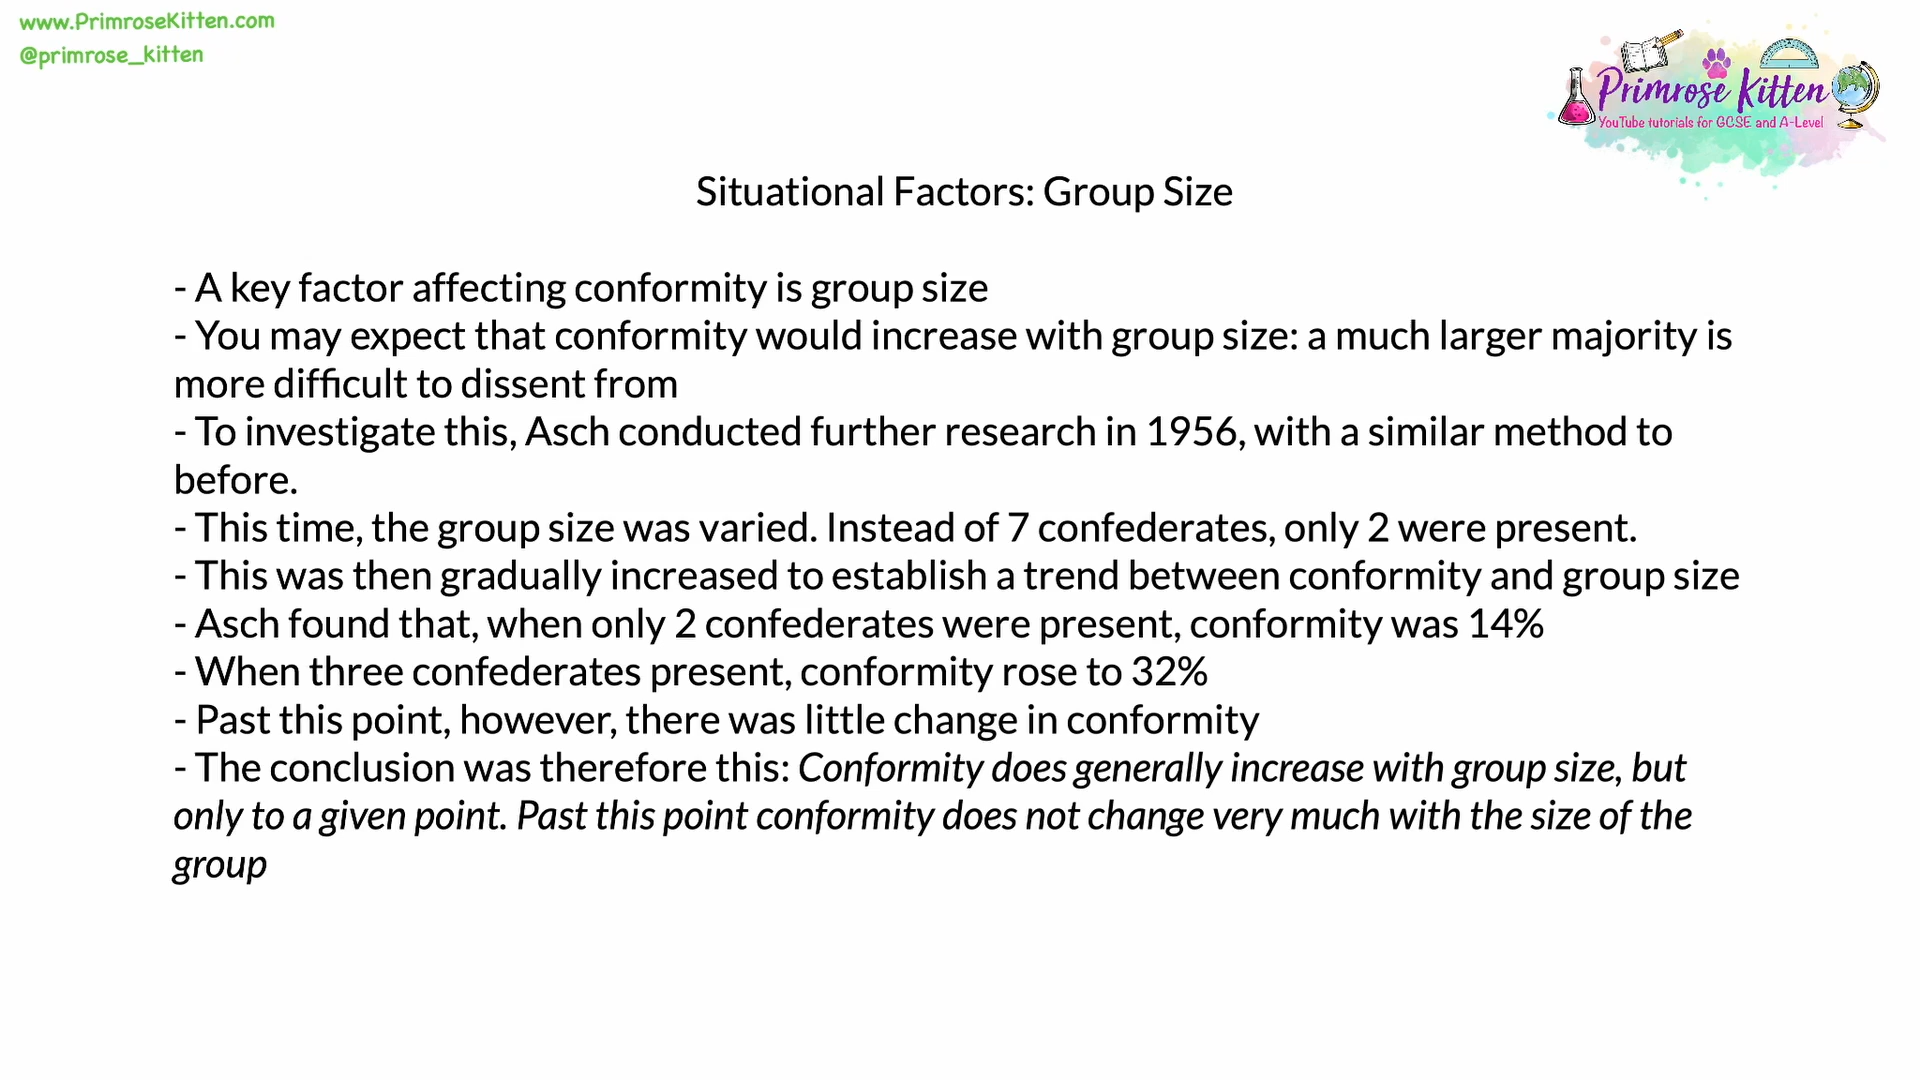 www.PrimroseKitten.com
@primrose_kitten
Primrose Kitten
YouTube tutorials for GCSE and A-Level
Situational Factors: Group Size
- A key factor affecting conformity is group size
- You may expect that conformity would increase with group size: a much larger majority is
more difficult to dissent from
- To investigate this, Asch conducted further research in 1956, with a similar method to
before.
- This time, the group size was varied. Instead of 7 confederates, only 2 were present.
- This was then gradually increased to establish a trend between conformity and group size
- Asch found that, when only 2 confederates were present, conformity was 14%
- When three confederates present, conformity rose to 32%
- Past this point, however, there was little change in conformity
- The conclusion was therefore this: Conformity does generally increase with group size, but
only to a given point. Past this point conformity does not change very much with the size of the
group